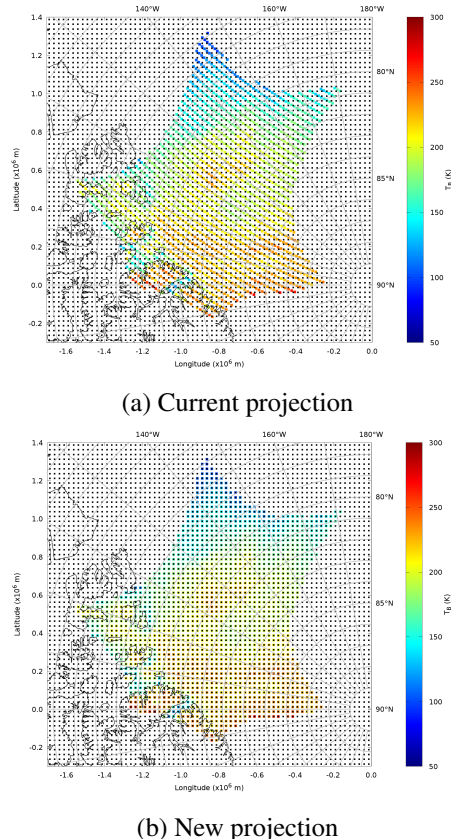 140°W 160°W
1.4
1.2
1.0
0.8
0.6
0.4
0.2
0.0
-0.2
Latitude (x10⁶ m)
80°N
85°N
90°N
-1.6 -1.4 -1.2 -1.0 -0.8 -0.6 -0.4 -0.2 0.0
Longitude (x10⁶ m)
300
250
200
150
100
50
T_B (K)
(a) Current projection
140°W 160°W 180°W
1.4
1.2
1.0
0.8
0.6
0.4
0.2
0.0
-0.2
Latitude (x10⁶ m)
80°N
85°N
90°N
-1.6 -1.4 -1.2 -1.0 -0.8 -0.6 -0.4 -0.2 0.0
Longitude (x10⁶ m)
300
250
200
150
100
50
T_B (K)
(b) New projection